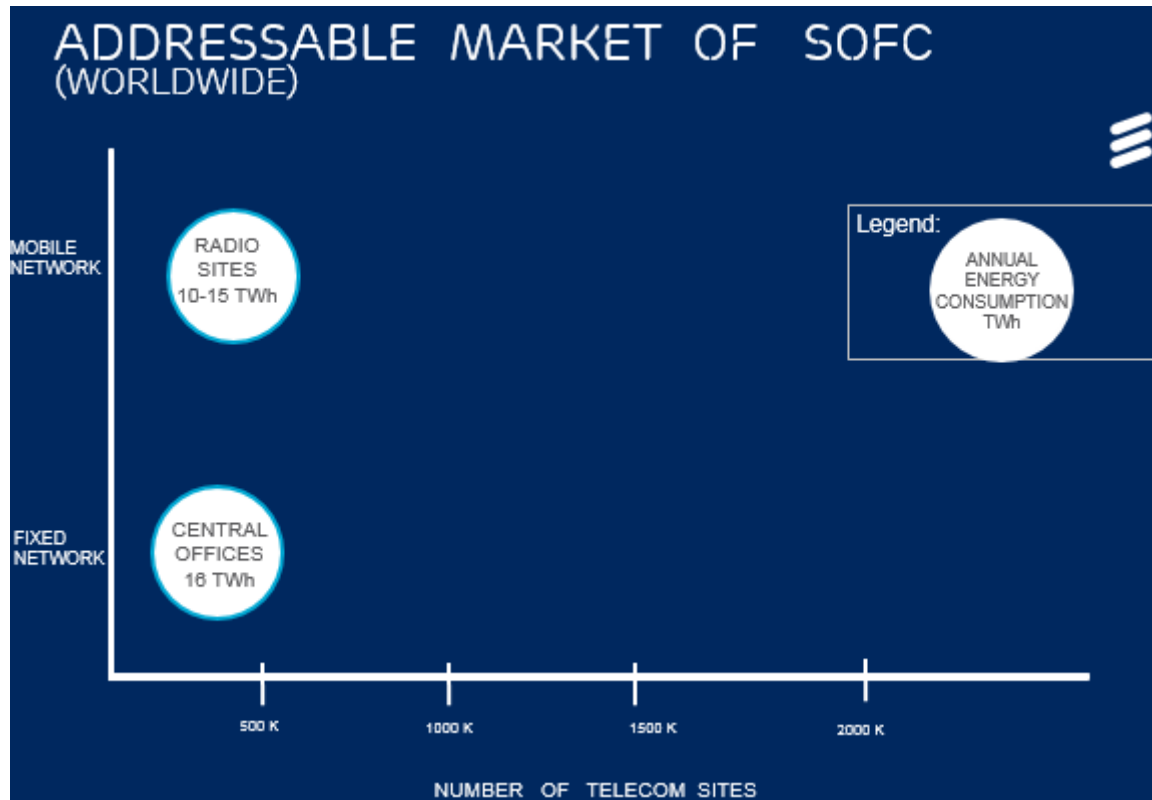 ADDRESSABLE MARKET OF SOFC
(WORLDWIDE)
MOBILE
NETWORK
RADIO
SITES
10-15 TWh
Legend:
ANNUAL
ENERGY
CONSUMPTION
TWh
FIXED
NETWORK
CENTRAL
OFFICES
16 TWh
500 K
1000 K
1500 K
2000 K
NUMBER OF TELECOM SITES